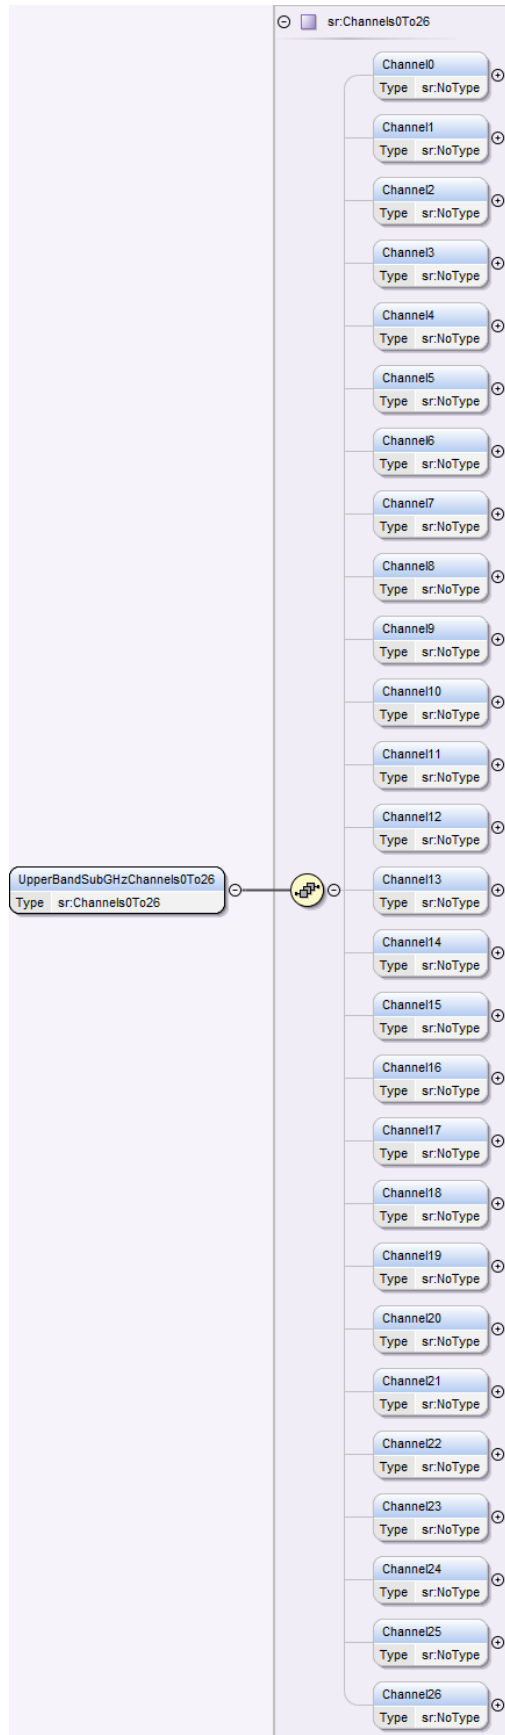 sr:Channels0To26
Channel0
Type sr:NoType
Channel1
Type sr:NoType
Channel2
Type sr:NoType
Channel3
Type sr:NoType
Channel4
Type sr:NoType
Channel5
Type sr:NoType
Channel6
Type sr:NoType
Channel7
Type sr:NoType
Channel8
Type sr:NoType
Channel9
Type sr:NoType
Channel10
Type sr:NoType
Channel11
Type sr:NoType
Channel12
Type sr:NoType
UpperBandSubGHzChannels0To26
Type sr:Channels0To26
Channel13
Type sr:NoType
Channel14
Type sr:NoType
Channel15
Type sr:NoType
Channel16
Type sr:NoType
Channel17
Type sr:NoType
Channel18
Type sr:NoType
Channel19
Type sr:NoType
Channel20
Type sr:NoType
Channel21
Type sr:NoType
Channel22
Type sr:NoType
Channel23
Type sr:NoType
Channel24
Type sr:NoType
Channel25
Type sr:NoType
Channel26
Type sr:NoType